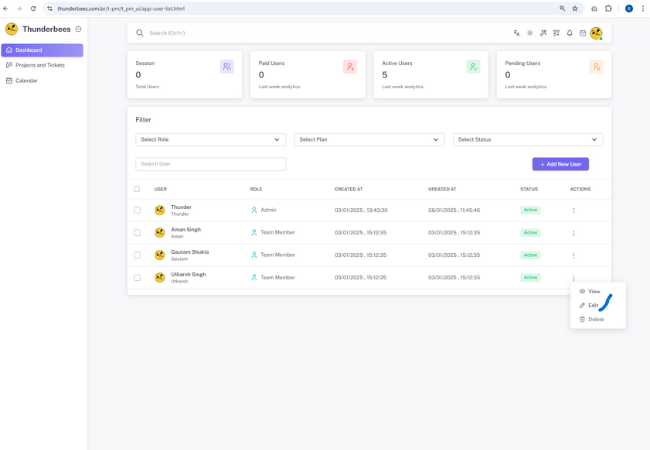 thunderbees.com.br/t-pm/t_pm_ui/app-user-list.html
Thunderbees
Search (Ctrl+/)
Dashboard
Projects and Tickets
Calendar
Session
0
Total Users
Paid Users
0
Last week analytics
Active Users
5
Last week analytics
Pending Users
0
Last week analytics
Filter
Select Role
Select Plan
Select Status
Search User
+ Add New User
USER ROLE CREATED AT UPDATED AT STATUS ACTIONS
Thunder Admin 03/01/2025 , 13:43:30 28/01/2025 , 11:45:46 Active
Thunder
Aman Singh Team Member 03/01/2025 , 15:12:35 03/01/2025 , 15:12:35 Active
Aman
Gautam Shukla Team Member 03/01/2025 , 15:12:35 03/01/2025 , 15:12:35 Active
Gautam
Utkarsh Singh Team Member 03/01/2025 , 15:12:35 03/01/2025 , 15:12:35 Active
Utkarsh
View
Edit
Delete